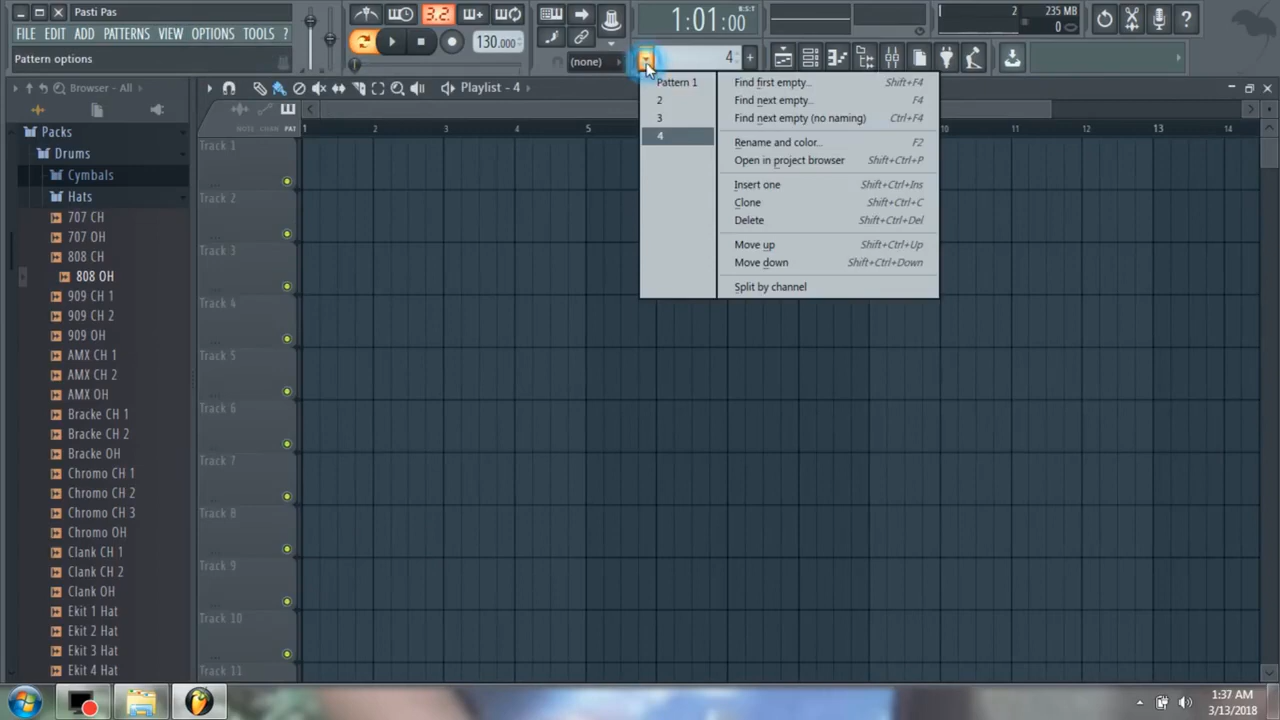 Pasti Pas
FILE EDIT ADD PATTERNS VIEW OPTIONS TOOLS ?
Pattern options
3.2
130.000
1:01:00
B:S:T
2
235 MB
0
(none)
4
Browser - All
Playlist - 4
NOTE CHAN PAT
1 2 3 4 5 10 11 12 13 14
Packs
Drums
Cymbals
Hats
707 CH
707 OH
808 CH
808 OH
909 CH 1
909 CH 2
909 OH
AMX CH 1
AMX CH 2
AMX OH
Bracke CH 1
Bracke CH 2
Bracke OH
Chromo CH 1
Chromo CH 2
Chromo CH 3
Chromo OH
Clank CH 1
Clank CH 2
Clank OH
Ekit 1 Hat
Ekit 2 Hat
Ekit 3 Hat
Ekit 4 Hat
Track 1
Track 2
Track 3
Track 4
Track 5
Track 6
Track 7
Track 8
Track 9
Track 10
Track 11
Pattern 1
2
3
4
Find first empty... Shift+F4
Find next empty... F4
Find next empty (no naming) Ctrl+F4
Rename and color... F2
Open in project browser Shift+Ctrl+P
Insert one Shift+Ctrl+Ins
Clone Shift+Ctrl+C
Delete Shift+Ctrl+Del
Move up Shift+Ctrl+Up
Move down Shift+Ctrl+Down
Split by channel
1:37 AM
3/13/2018